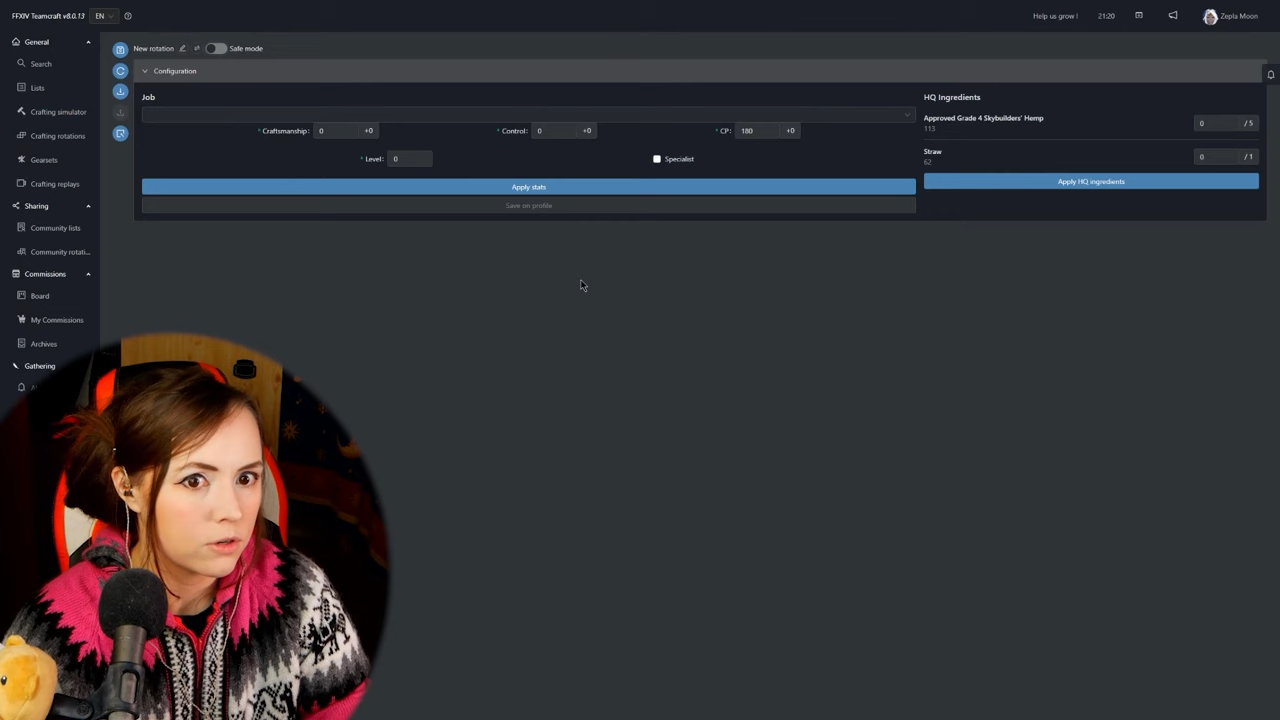 FFXIV Teamcraft v8.0.13
EN
Help us grow !
21:20
Zepla Moon
General
Search
Lists
Crafting simulator
Crafting rotations
Gearsets
Crafting replays
Sharing
Community lists
Community rotati...
Commissions
Board
My Commissions
Archives
Gathering
New rotation
Safe mode
Configuration
Job
* Craftsmanship: 0 +0
* Control: 0 +0
* CP: 180 +0
* Level: 0
Specialist
Apply stats
Save on profile
HQ Ingredients
Approved Grade 4 Skybuilders' Hemp
113
0 / 5
Straw
62
0 / 1
Apply HQ ingredients